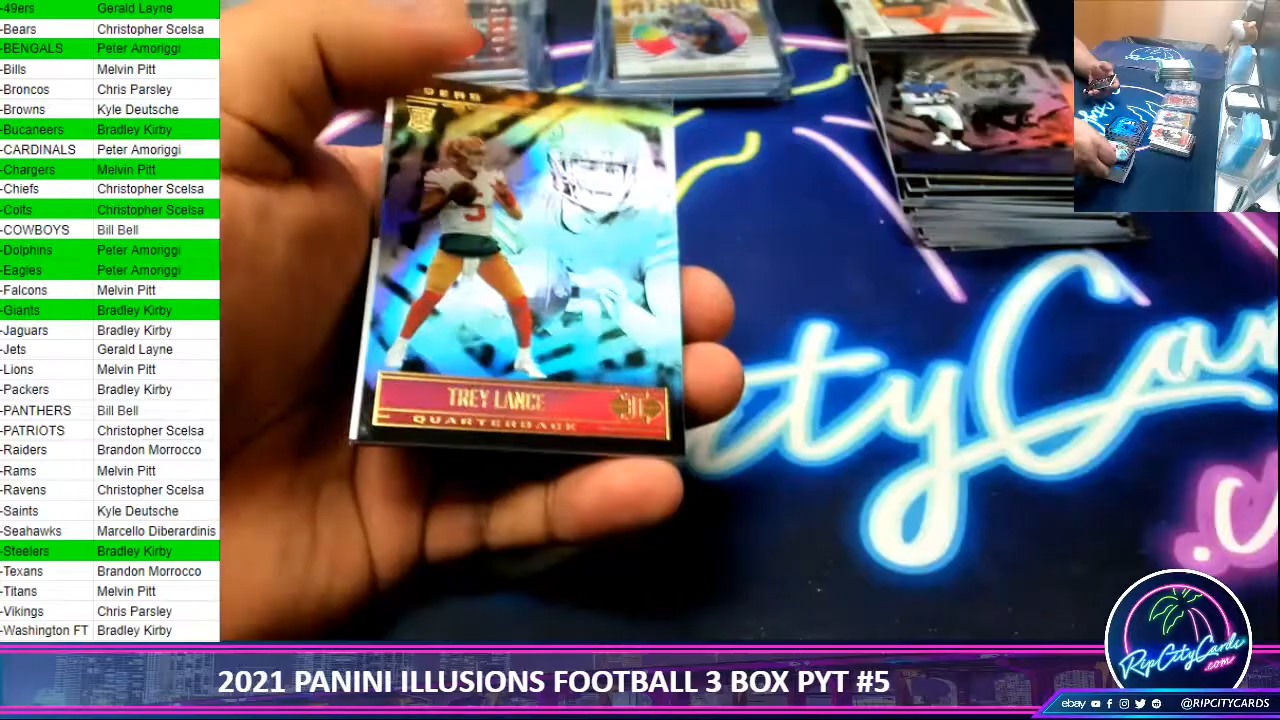 -49ers Gerald Layne
-Bears Christopher Scelsa
-BENGALS Peter Amoriggi
-Bills Melvin Pitt
-Broncos Chris Parsley
-Browns Kyle Deutsche
-Bucaneers Bradley Kirby
-CARDINALS Peter Amoriggi
-Chargers Melvin Pitt
-Chiefs Christopher Scelsa
-Colts Christopher Scelsa
-COWBOYS Bill Bell
-Dolphins Peter Amoriggi
-Eagles Peter Amoriggi
-Falcons Melvin Pitt
-Giants Bradley Kirby
-Jaguars Bradley Kirby
-Jets Gerald Layne
-Lions Melvin Pitt
-Packers Bradley Kirby
-PANTHERS Bill Bell
-PATRIOTS Christopher Scelsa
-Raiders Brandon Morrocco
-Rams Melvin Pitt
-Ravens Christopher Scelsa
-Saints Kyle Deutsche
-Seahawks Marcello Diberardinis
-Steelers Bradley Kirby
-Texans Brandon Morrocco
-Titans Melvin Pitt
-Vikings Chris Parsley
-Washington FT Bradley Kirby
49ERS
RC
5
TREY LANCE
QUARTERBACK
ityCar
.c
2021 PANINI ILLUSIONS FOOTBALL 3 BOX PYT #5
RipCityCards
.com
ebay @RIPCITYCARDS